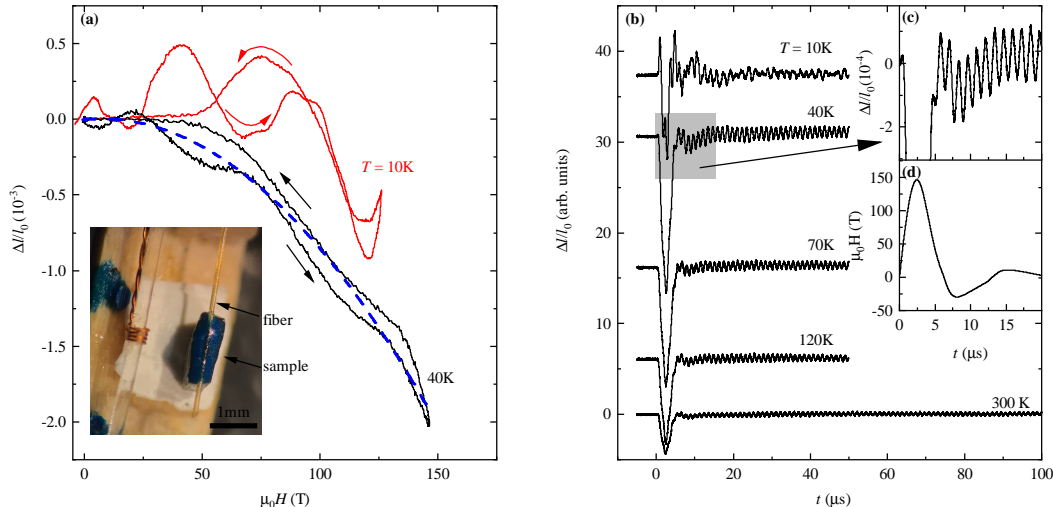 (a)
0.0
-0.5
-1.0
-1.5
-2.0
Δl/l₀ (10⁻³)
0
50
100
150
μ₀H (T)
T = 10K
40K
fiber
sample
1mm
(b)
40
30
20
10
0
Δl/l₀ (arb. units)
0
20
40
60
80
100
t (μs)
T = 10K
40K
70K
120K
300 K
(c)
0
-2
Δl/l₀(10⁻⁴)
(d)
150
100
50
0
-50
μ₀H (T)
0
5
10
15
t (μs)